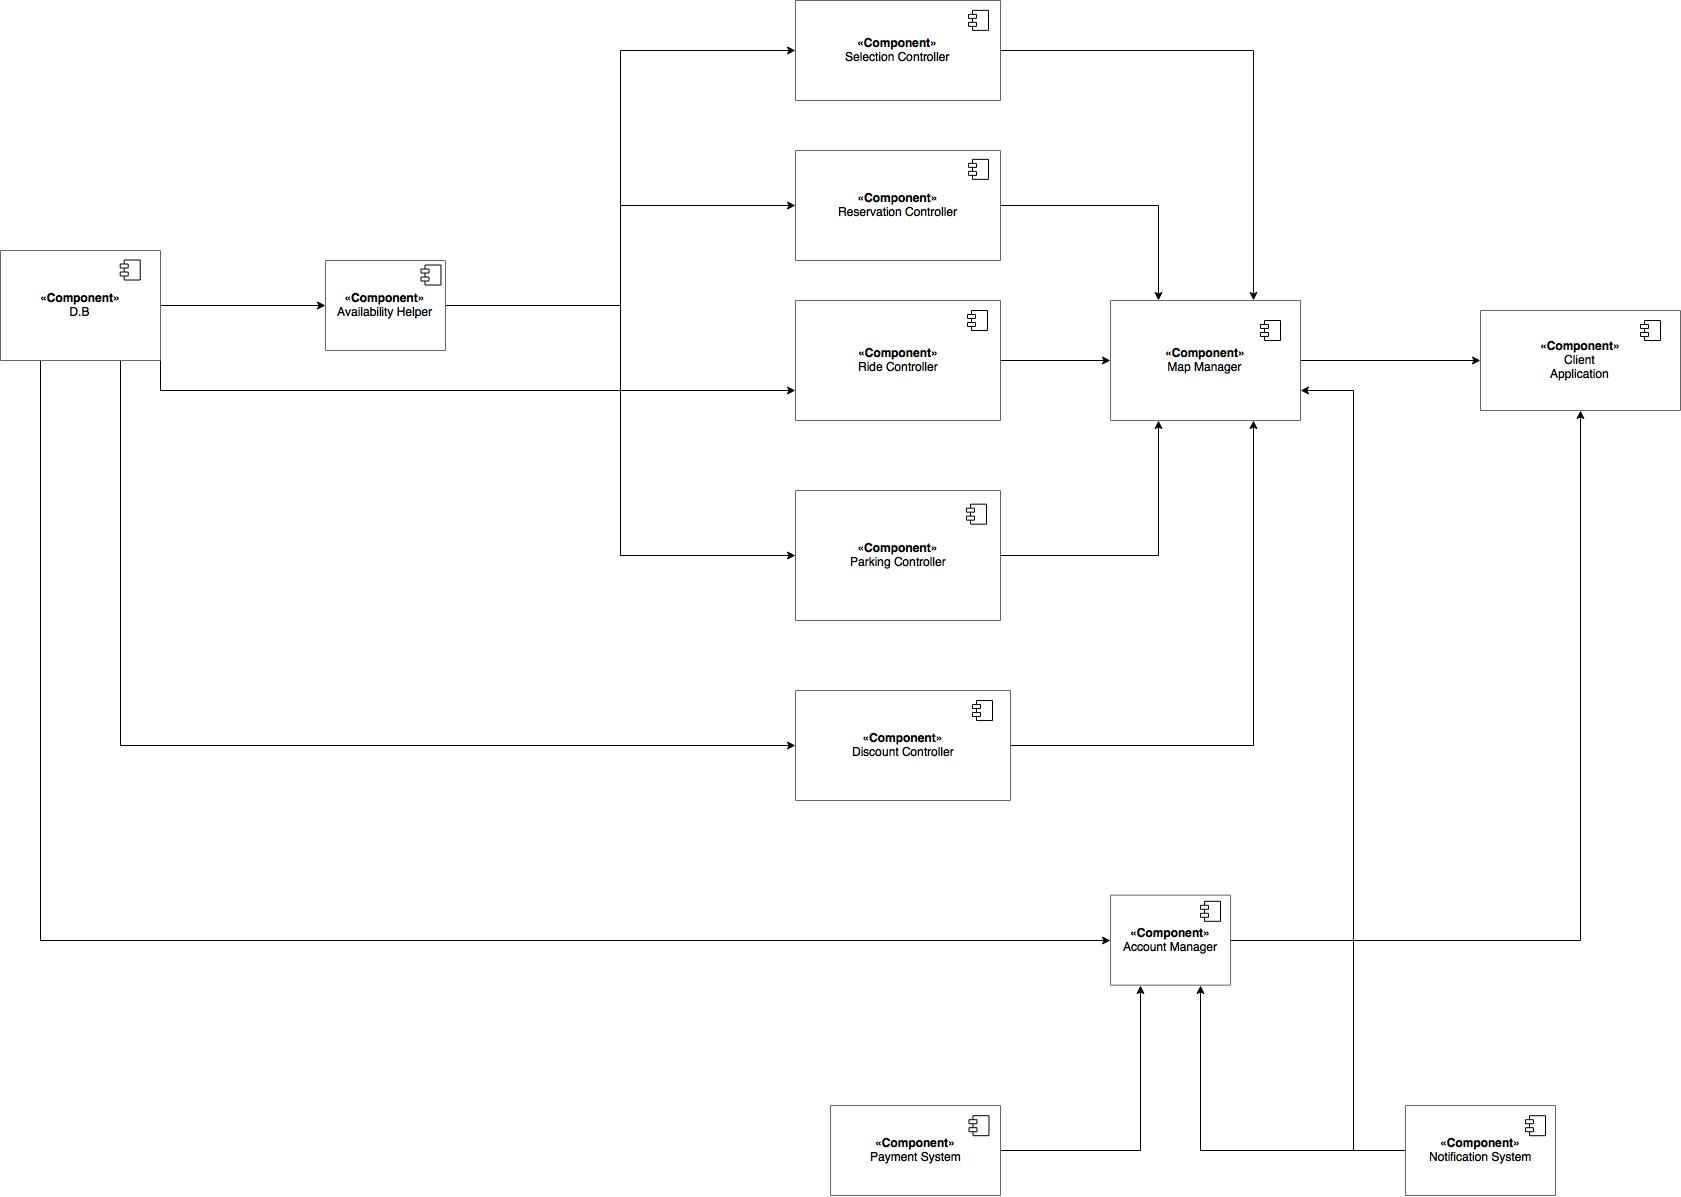 «Component»
Selection Controller
«Component»
Reservation Controller
«Component»
D.B
«Component»
Availability Helper
«Component»
Ride Controller
«Component»
Map Manager
«Component»
Client
Application
«Component»
Parking Controller
«Component»
Discount Controller
«Component»
Account Manager
«Component»
Payment System
«Component»
Notification System